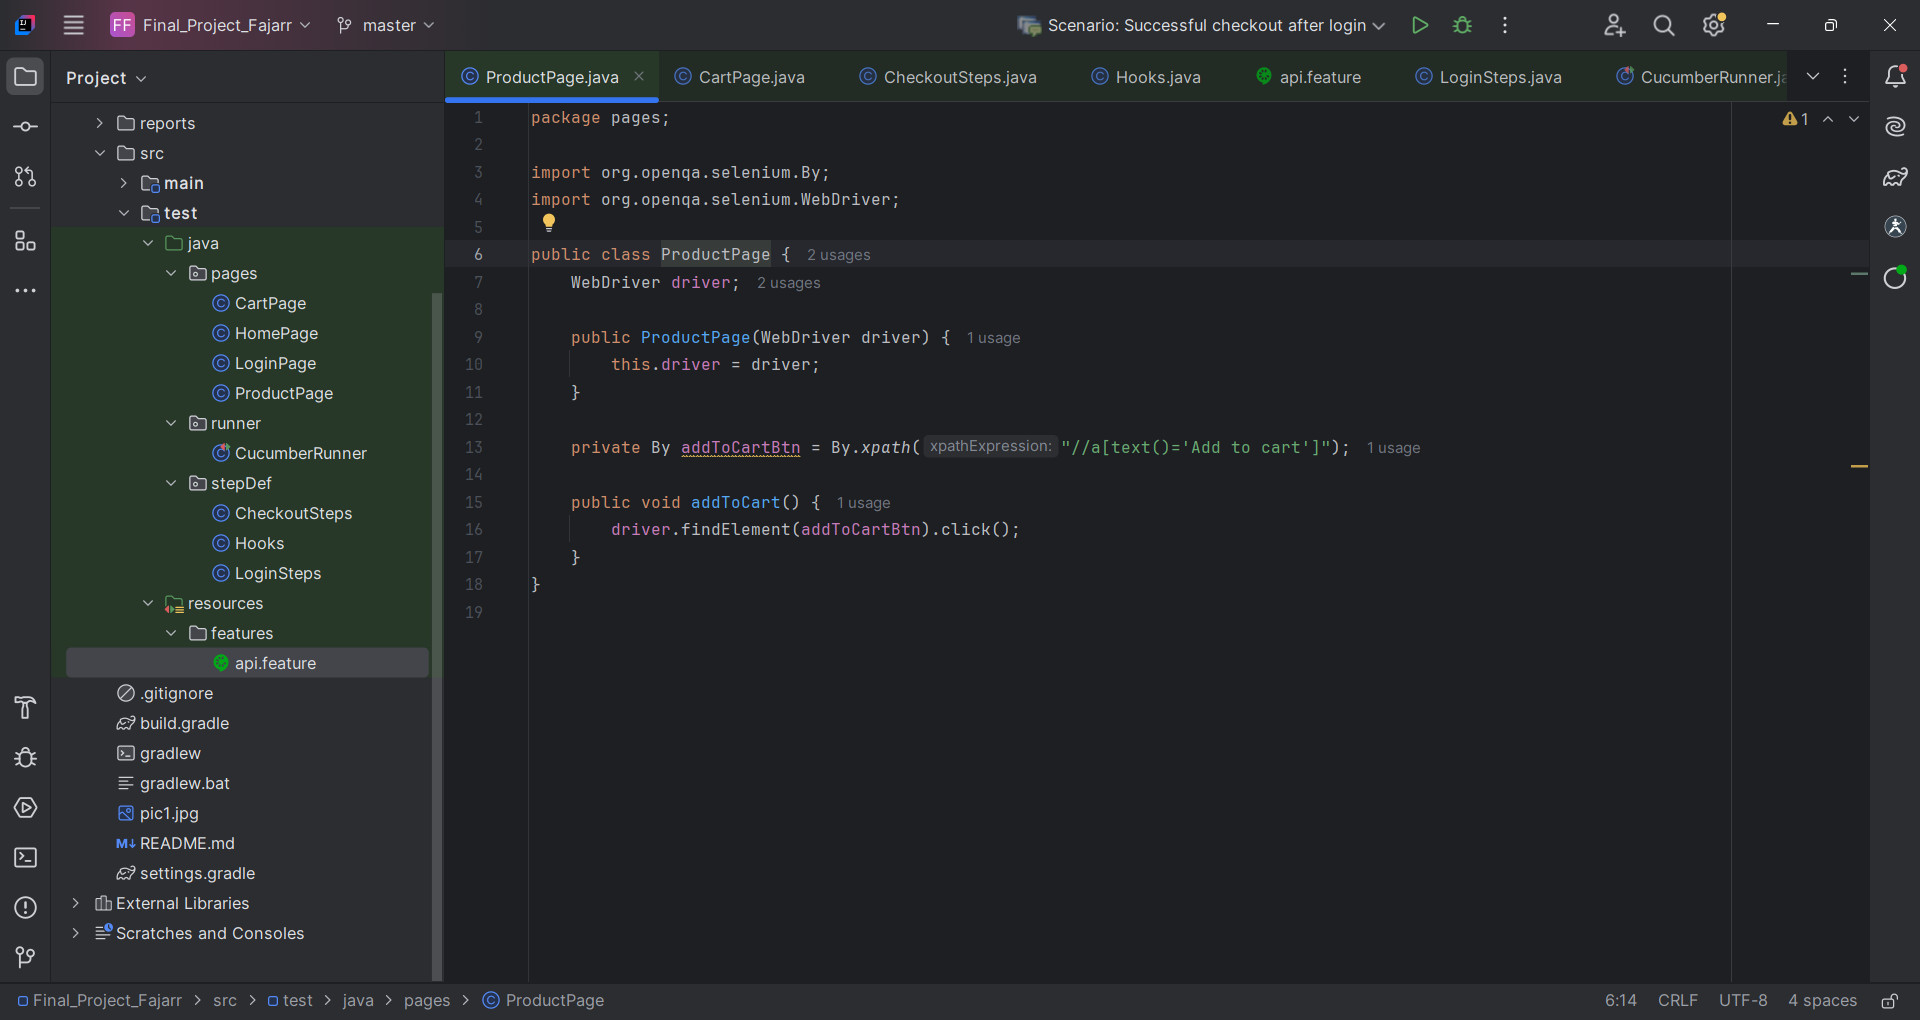 FF Final_Project_Fajarr master Scenario: Successful checkout after login
Project
ProductPage.java CartPage.java CheckoutSteps.java Hooks.java api.feature LoginSteps.java CucumberRunner.ja
reports
src
main
test
java
pages
CartPage
HomePage
LoginPage
ProductPage
runner
CucumberRunner
stepDef
CheckoutSteps
Hooks
LoginSteps
resources
features
api.feature
.gitignore
build.gradle
gradlew
gradlew.bat
pic1.jpg
M↓ README.md
settings.gradle
External Libraries
Scratches and Consoles
1 package pages;
1
2
3 import org.openqa.selenium.By;
4 import org.openqa.selenium.WebDriver;
5
6 public class ProductPage { 2 usages
7 WebDriver driver; 2 usages
8
9 public ProductPage(WebDriver driver) { 1 usage
10 this.driver = driver;
11 }
12
13 private By addToCartBtn = By.xpath( xpathExpression: "//a[text()='Add to cart']"); 1 usage
14
15 public void addToCart() { 1 usage
16 driver.findElement(addToCartBtn).click();
17 }
18 }
19
Final_Project_Fajarr > src > test > java > pages > ProductPage
6:14 CRLF UTF-8 4 spaces